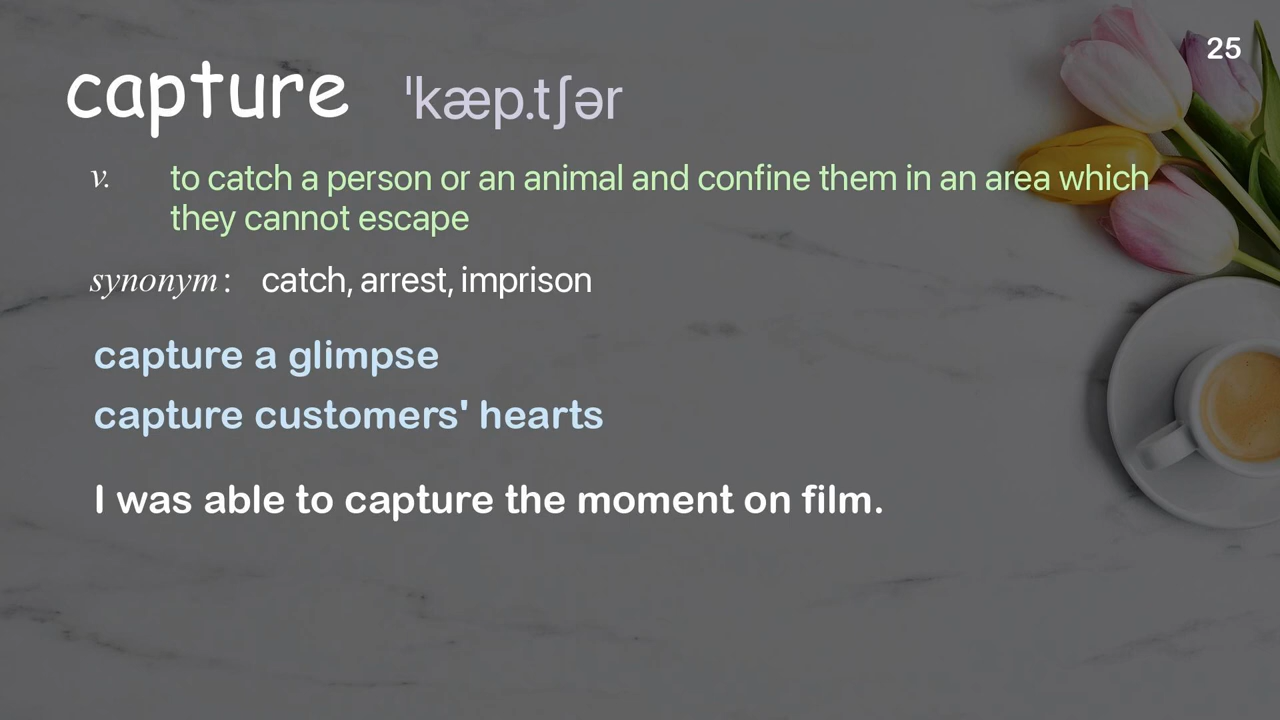 25
capture ˈkæp.tʃər
v. to catch a person or an animal and confine them in an area which
they cannot escape
synonym: catch, arrest, imprison
capture a glimpse
capture customers' hearts
I was able to capture the moment on film.